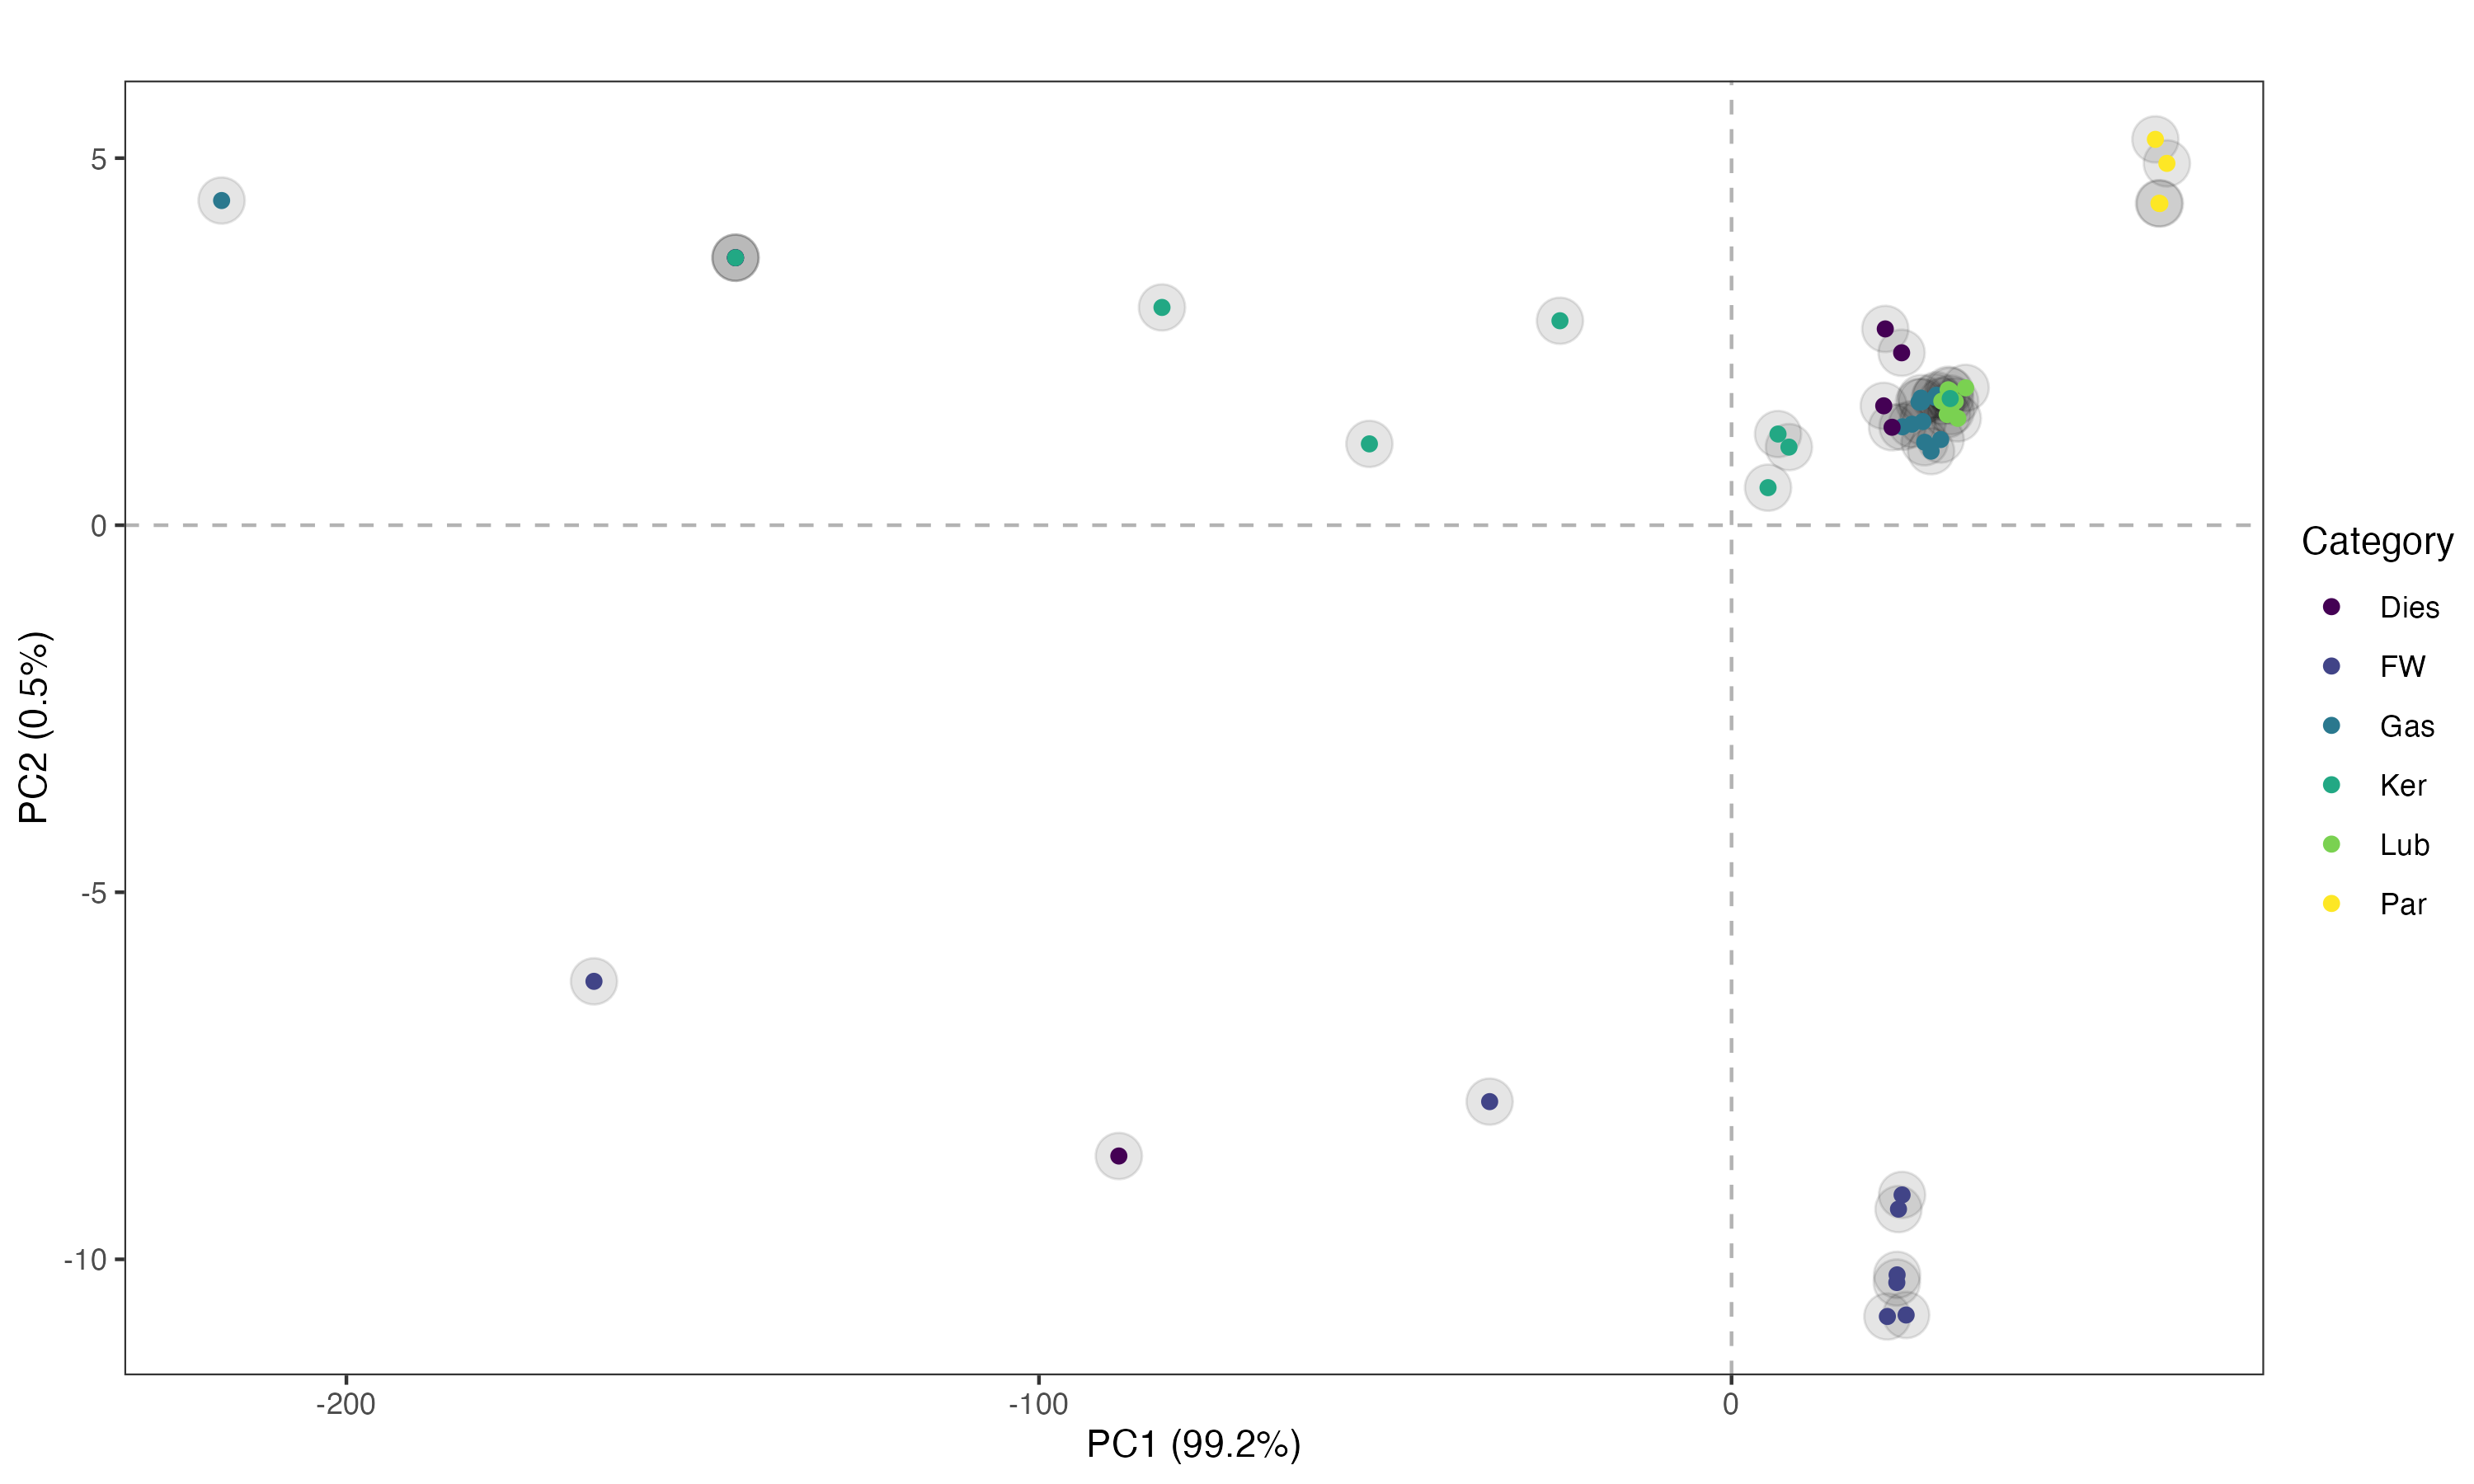 5
0
-5
-10
PC2 (0.5%)
-200
-100
0
PC1 (99.2%)
Category
Dies
FW
Gas
Ker
Lub
Par